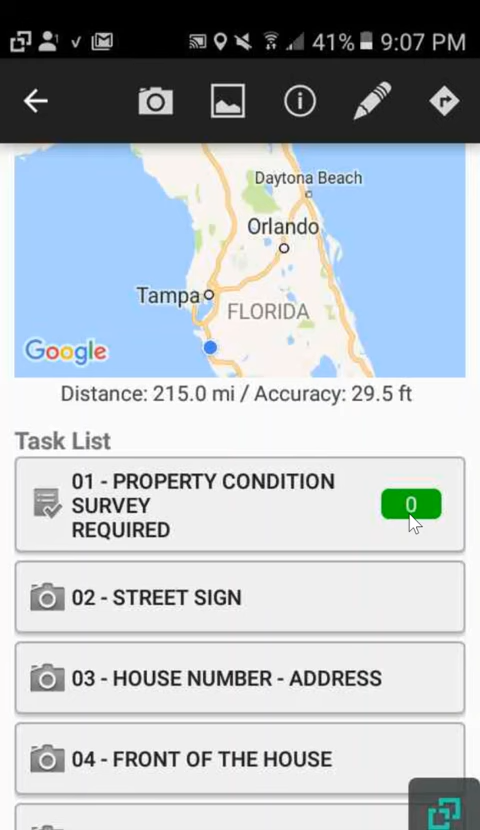 41% 9:07 PM
Daytona Beach
Orlando
Tampa
FLORIDA
Google
Distance: 215.0 mi / Accuracy: 29.5 ft
Task List
01 - PROPERTY CONDITION
SURVEY
REQUIRED
0
02 - STREET SIGN
03 - HOUSE NUMBER - ADDRESS
04 - FRONT OF THE HOUSE